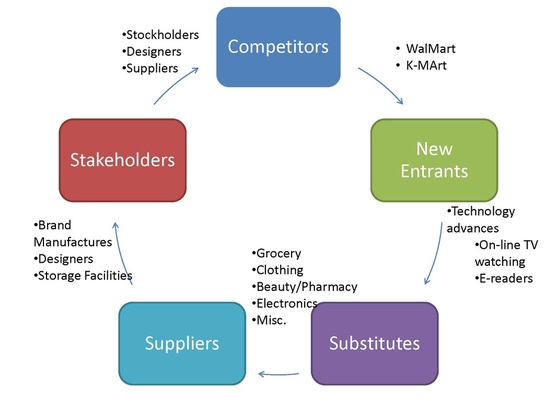 Competitors
• WalMart
• K-MArt
New
Entrants
•Technology
advances
•On-line TV
watching
•E-readers
Substitutes
•Grocery
•Clothing
•Beauty/Pharmacy
•Electronics
•Misc.
Suppliers
•Brand
Manufactures
•Designers
•Storage Facilities
Stakeholders
•Stockholders
•Designers
•Suppliers